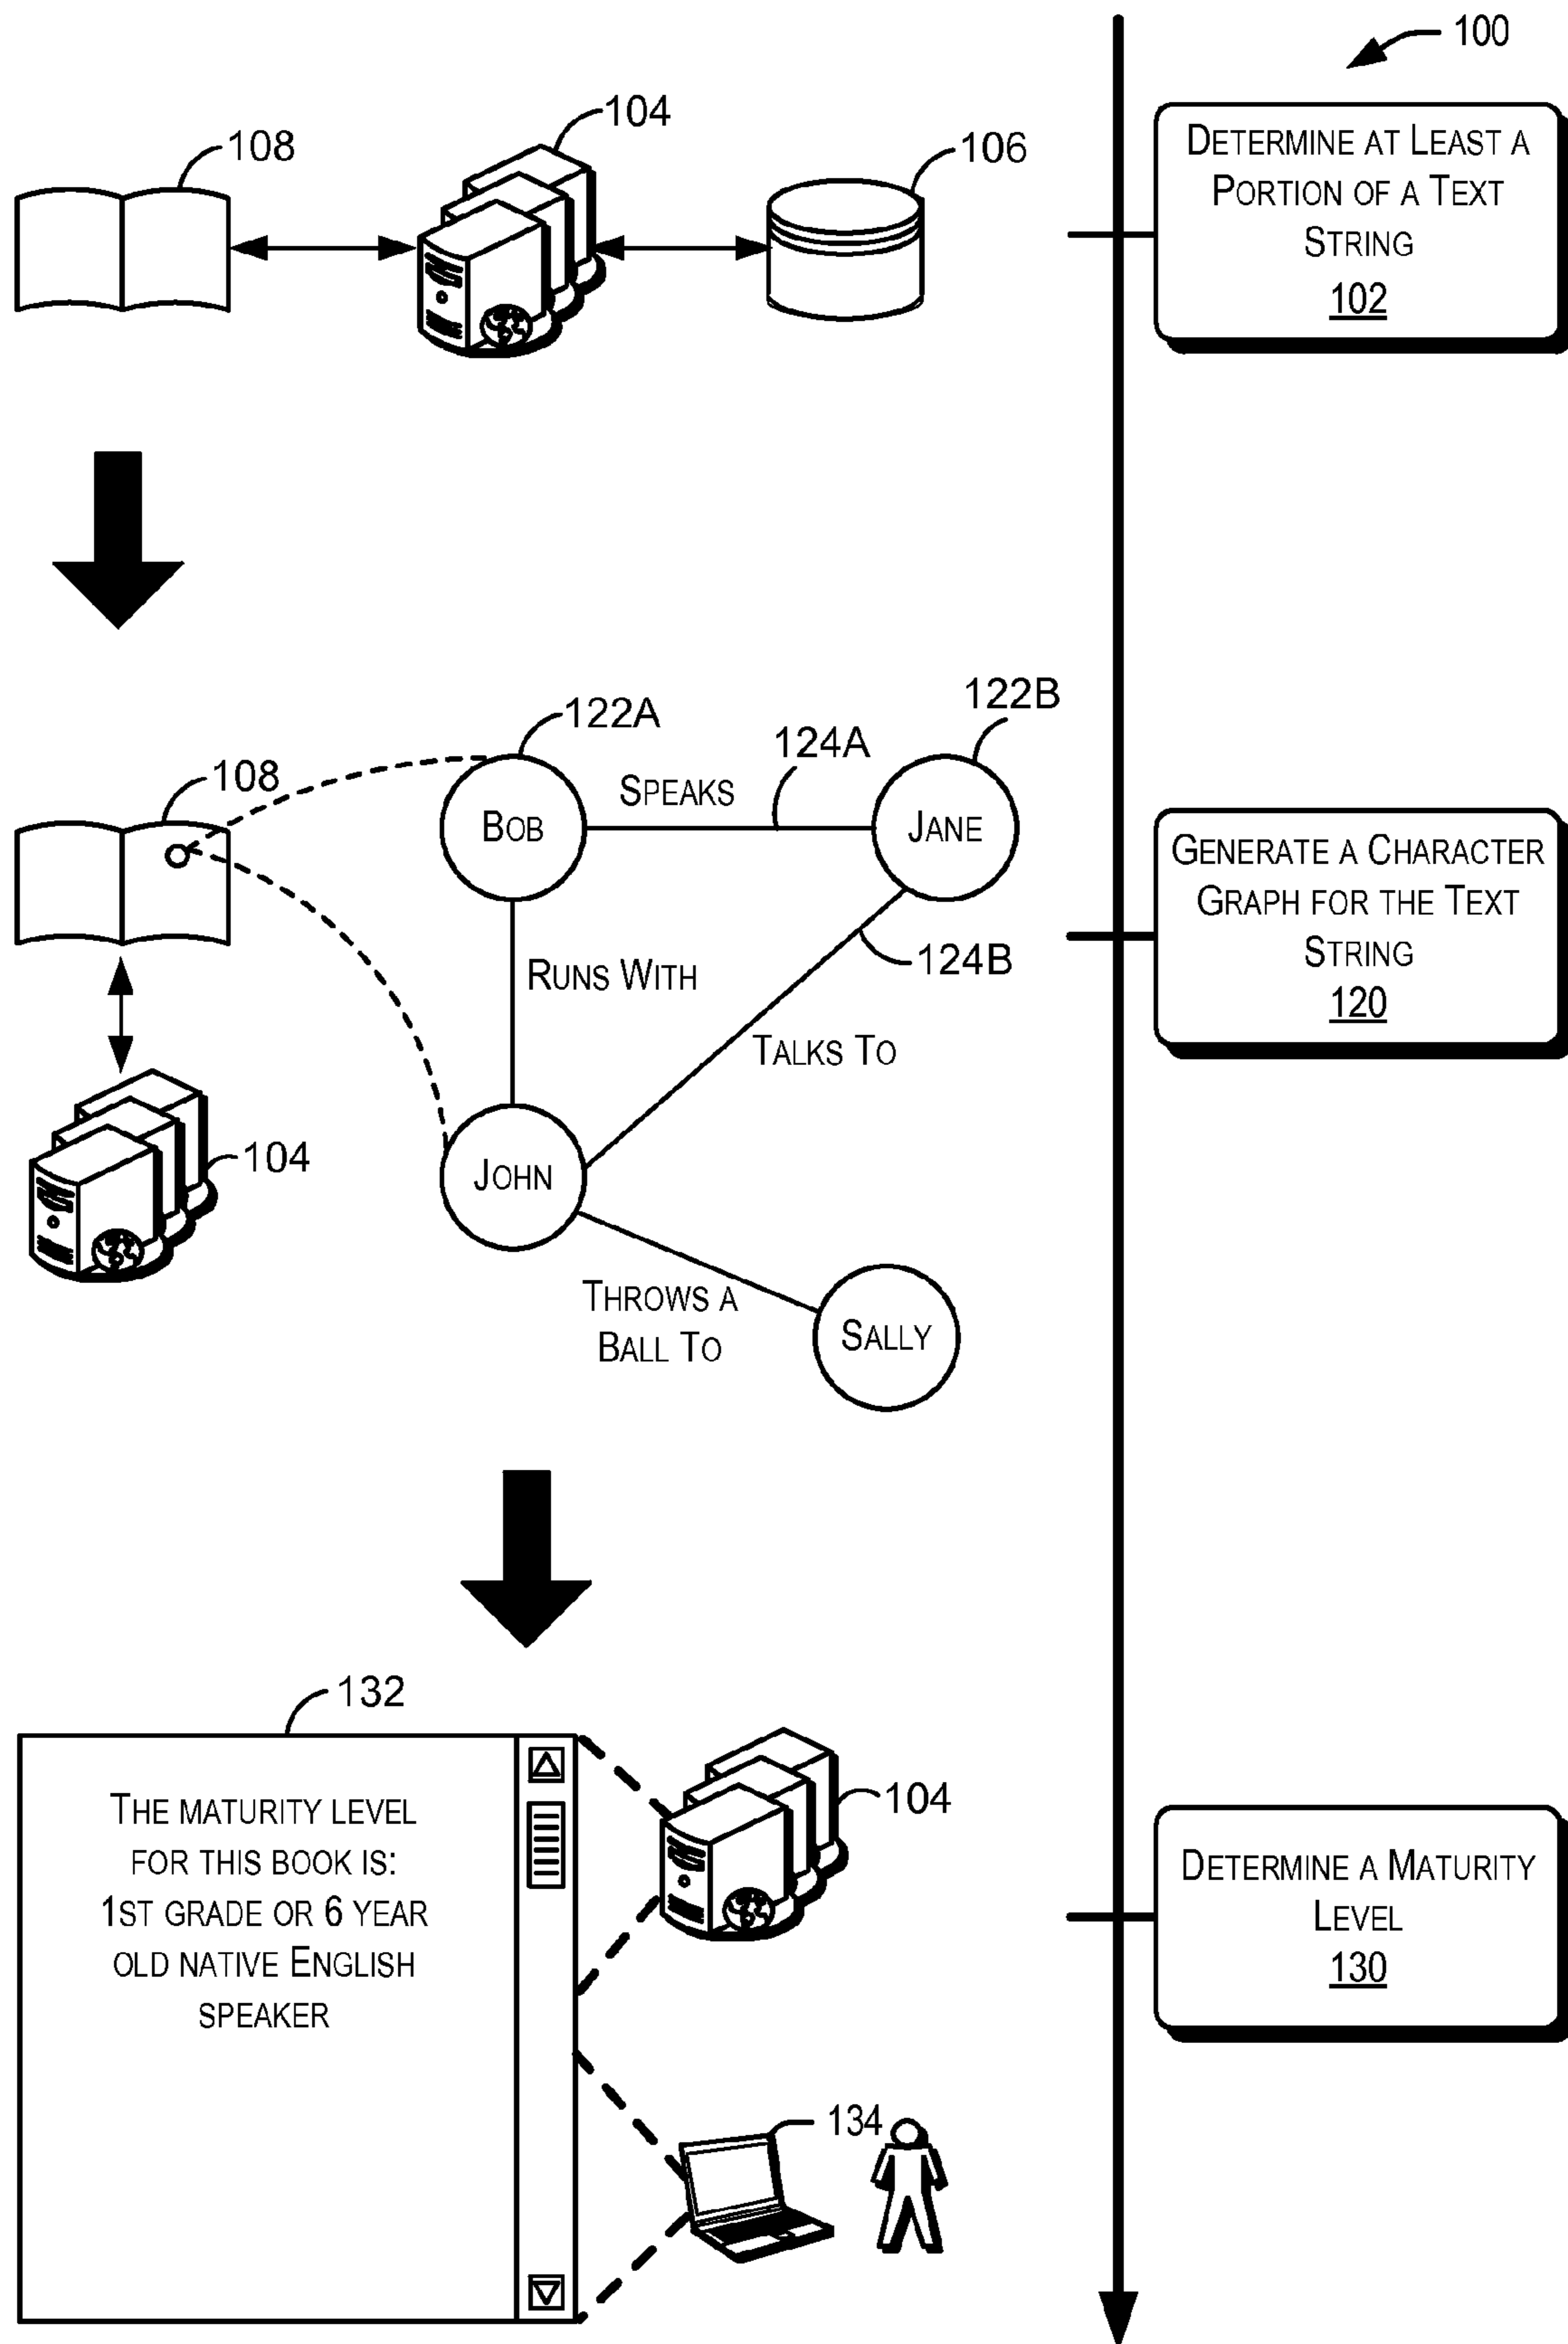 100
DETERMINE AT LEAST A
PORTION OF A TEXT
STRING
102
108
104
106
122A
122B
124A
SPEAKS
108
BOB
JANE
GENERATE A CHARACTER
GRAPH FOR THE TEXT
STRING
120
124B
RUNS WITH
TALKS TO
104
JOHN
THROWS A
BALL TO
SALLY
132
THE MATURITY LEVEL
FOR THIS BOOK IS:
1ST GRADE OR 6 YEAR
OLD NATIVE ENGLISH
SPEAKER
104
DETERMINE A MATURITY
LEVEL
130
134